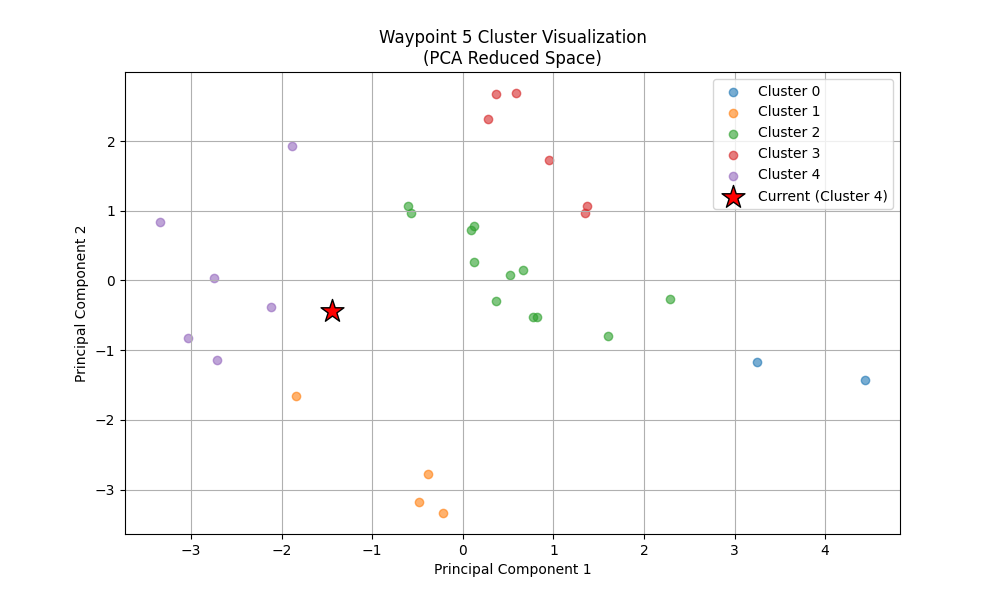 Waypoint 5 Cluster Visualization
(PCA Reduced Space)
Cluster 0
Cluster 1
Cluster 2
Cluster 3
Cluster 4
Current (Cluster 4)
Principal Component 2
2
1
0
−1
−2
−3
−3
−2
−1
0
1
2
3
4
Principal Component 1